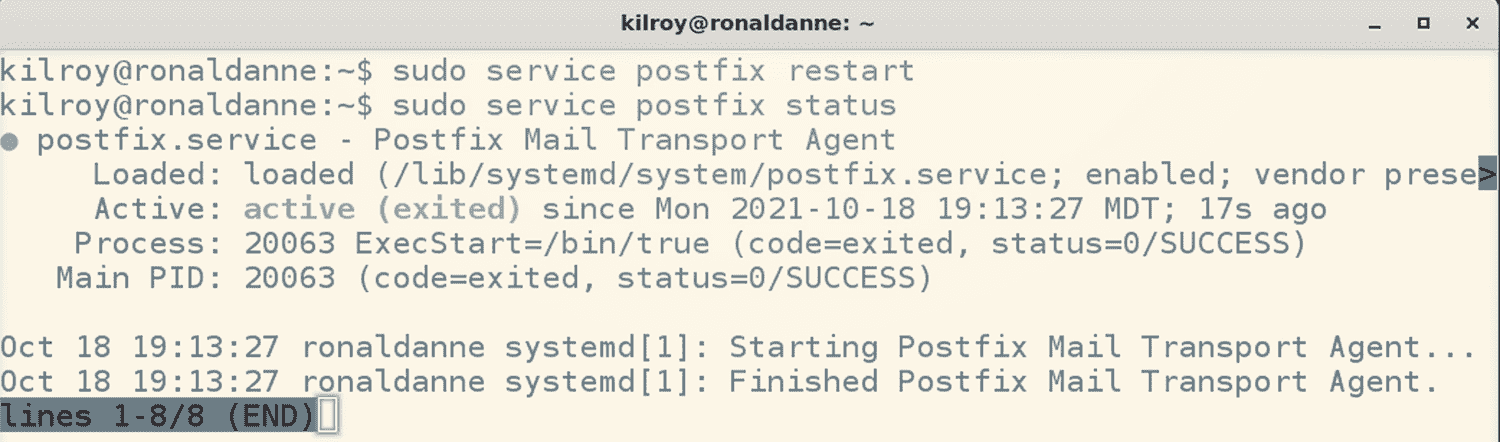 kilroy@ronaldanne: ~
kilroy@ronaldanne:~$ sudo service postfix restart
kilroy@ronaldanne:~$ sudo service postfix status
● postfix.service - Postfix Mail Transport Agent
     Loaded: loaded (/lib/systemd/system/postfix.service; enabled; vendor prese>
     Active: active (exited) since Mon 2021-10-18 19:13:27 MDT; 17s ago
    Process: 20063 ExecStart=/bin/true (code=exited, status=0/SUCCESS)
   Main PID: 20063 (code=exited, status=0/SUCCESS)

Oct 18 19:13:27 ronaldanne systemd[1]: Starting Postfix Mail Transport Agent...
Oct 18 19:13:27 ronaldanne systemd[1]: Finished Postfix Mail Transport Agent.
lines 1-8/8 (END)